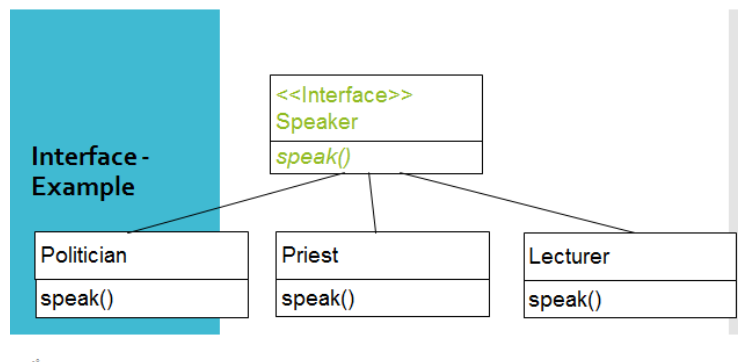 Interface -
Example
<<Interface>>
Speaker
speak()
Politician
speak()
Priest
speak()
Lecturer
speak()